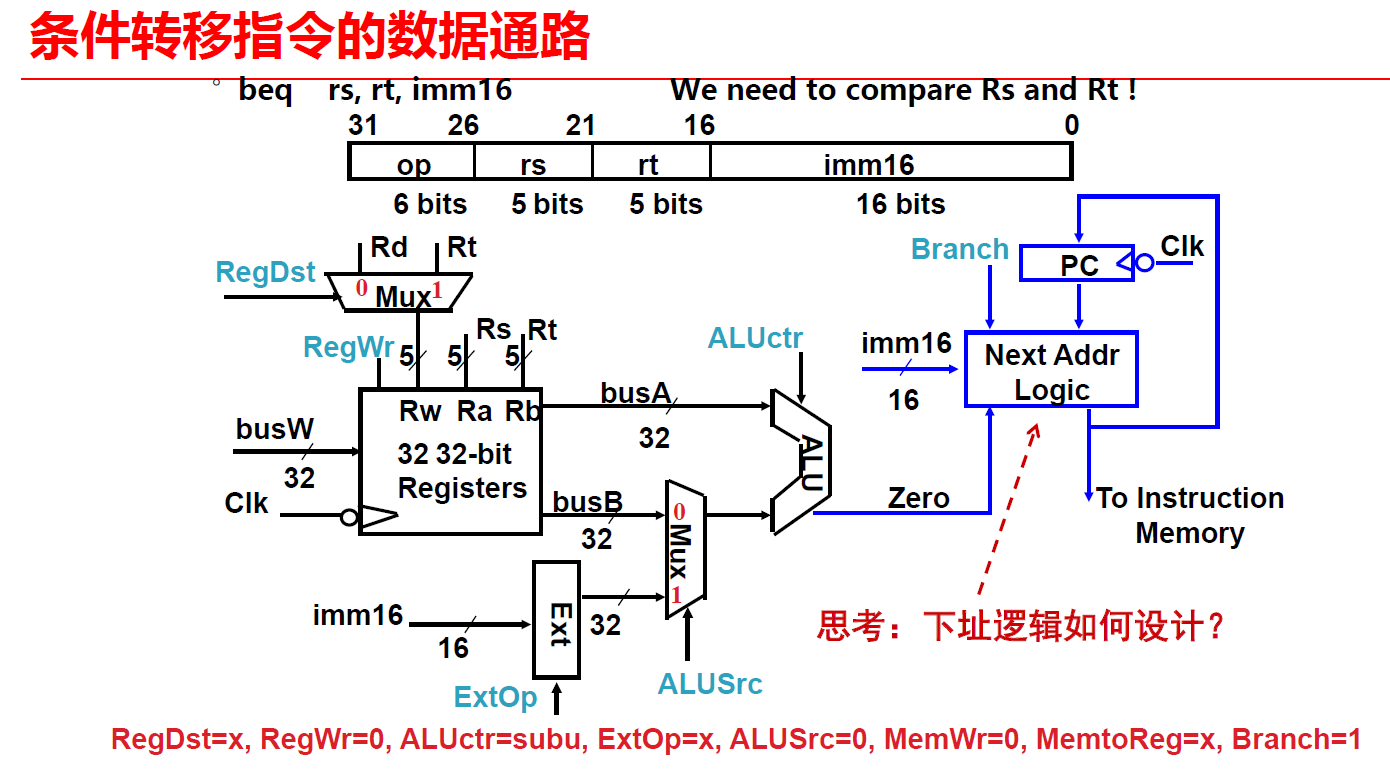 条件转移指令的数据通路
beq rs, rt, imm16 We need to compare Rs and Rt !
31 26 21 16 0
op rs rt imm16
6 bits 5 bits 5 bits 16 bits
Rd Rt
RegDst
0 Mux 1
Branch
PC
Clk
RegWr
5 5 5
Rs Rt
ALUctr
imm16
16
Next Addr
Logic
busW
32
Clk
Rw Ra Rb
32 32-bit
Registers
busA
32
busB
32
0
Mux
1
ALU
Zero
To Instruction
Memory
imm16
16
Ext
32
ExtOp
ALUSrc
思考：下址逻辑如何设计？
RegDst=x, RegWr=0, ALUctr=subu, ExtOp=x, ALUSrc=0, MemWr=0, MemtoReg=x, Branch=1